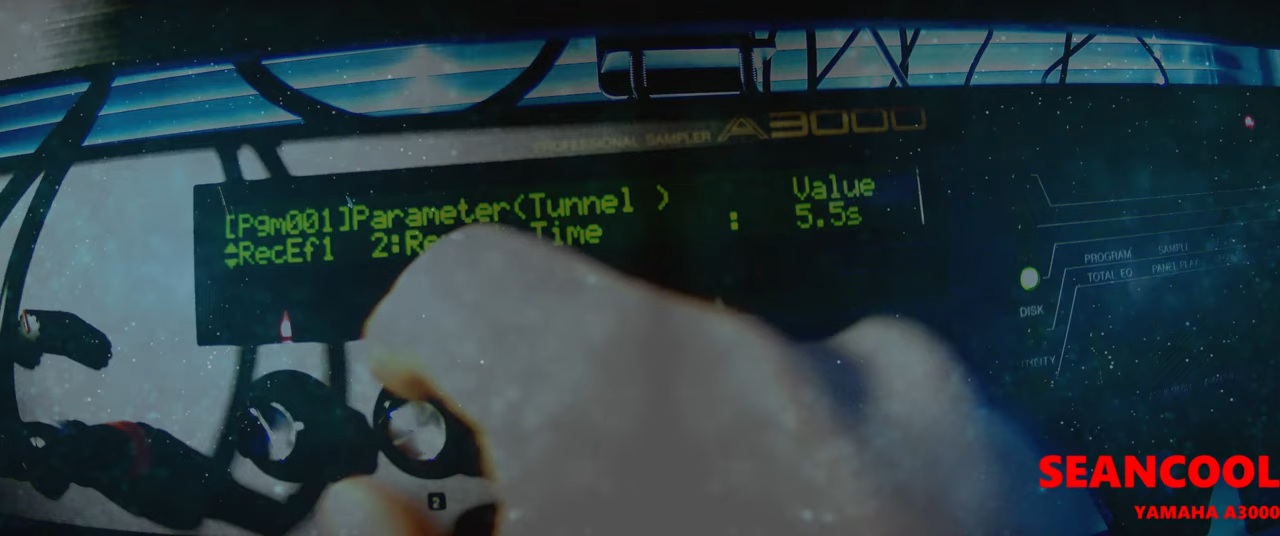 PROFESSIONAL SAMPLER A3000
[Pgm001]Parameter(Tunnel ) Value
RecEf1 2:Re Time : 5.5s
PROGRAM
TOTAL EQ
DISK
2
SEANCOOL
YAMAHA A3000